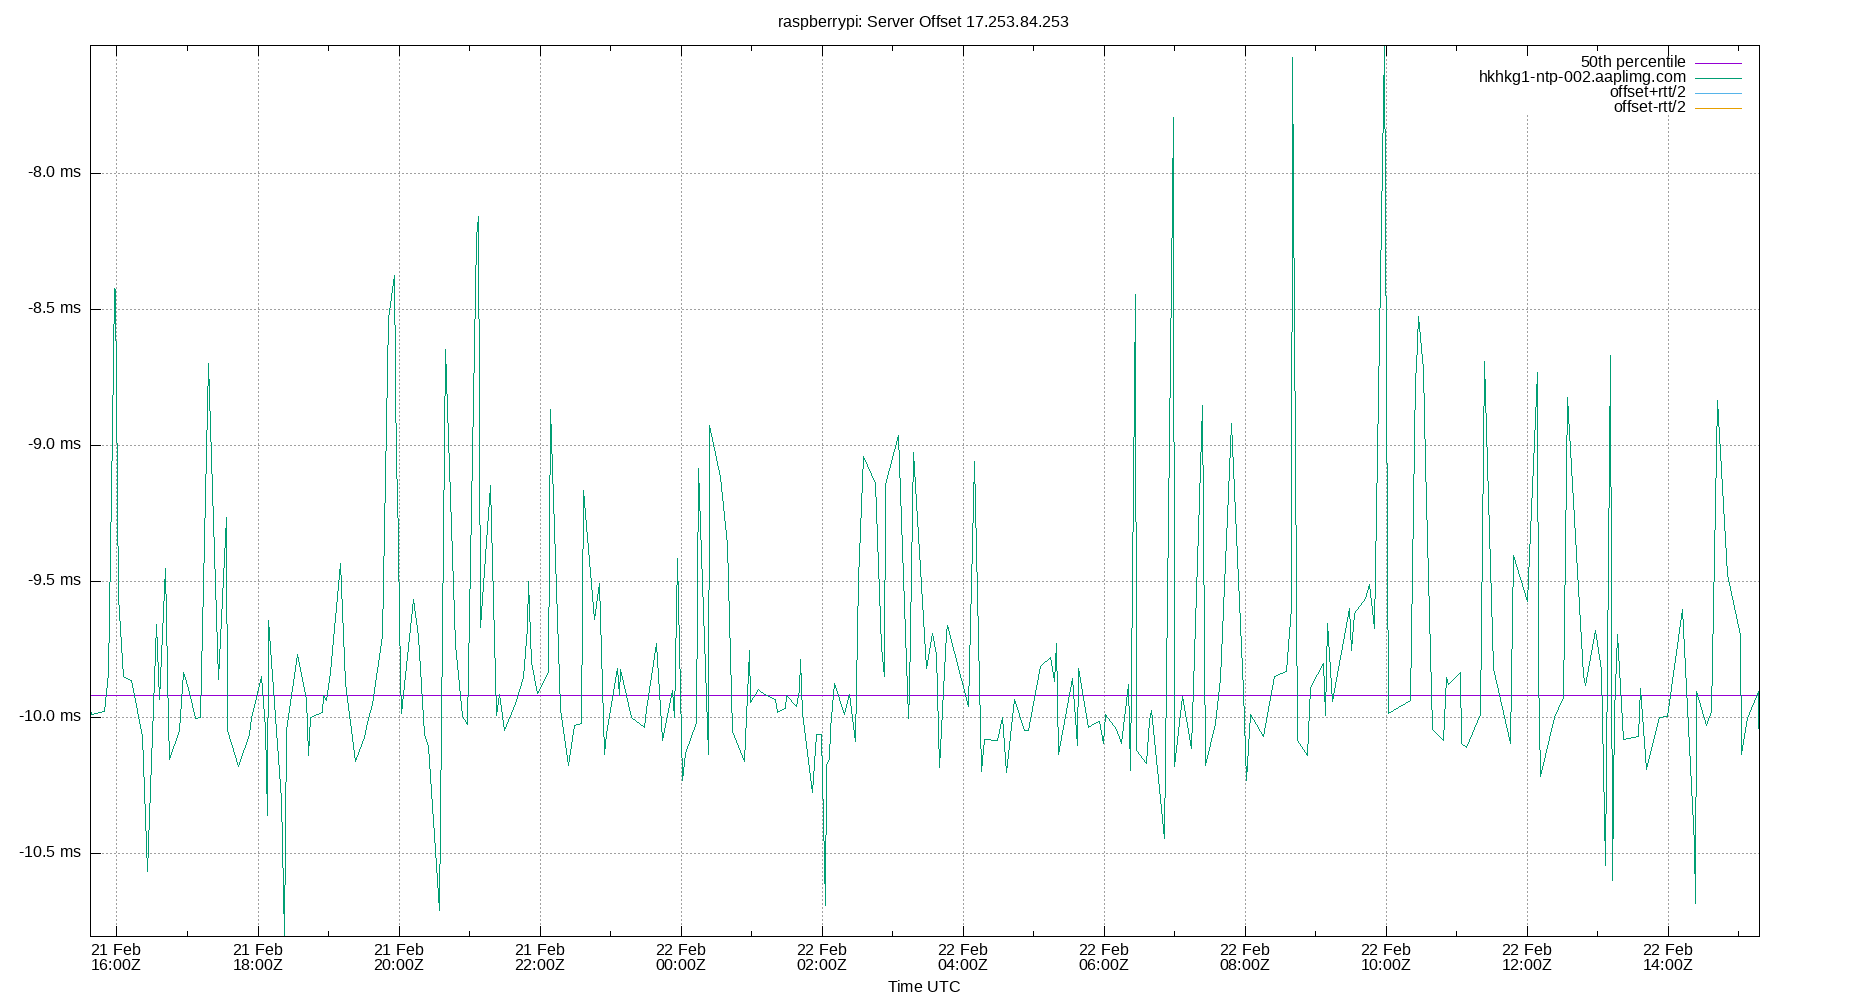 raspberrypi: Server Offset 17.253.84.253
50th percentile
hkhkg1-ntp-002.aaplimg.com
offset+rtt/2
offset-rtt/2
-8.0 ms
-8.5 ms
-9.0 ms
-9.5 ms
-10.0 ms
-10.5 ms
21 Feb 21 Feb 21 Feb 21 Feb 22 Feb 22 Feb 22 Feb 22 Feb 22 Feb 22 Feb 22 Feb 22 Feb
16:00Z 18:00Z 20:00Z 22:00Z 00:00Z 02:00Z 04:00Z 06:00Z 08:00Z 10:00Z 12:00Z 14:00Z
Time UTC